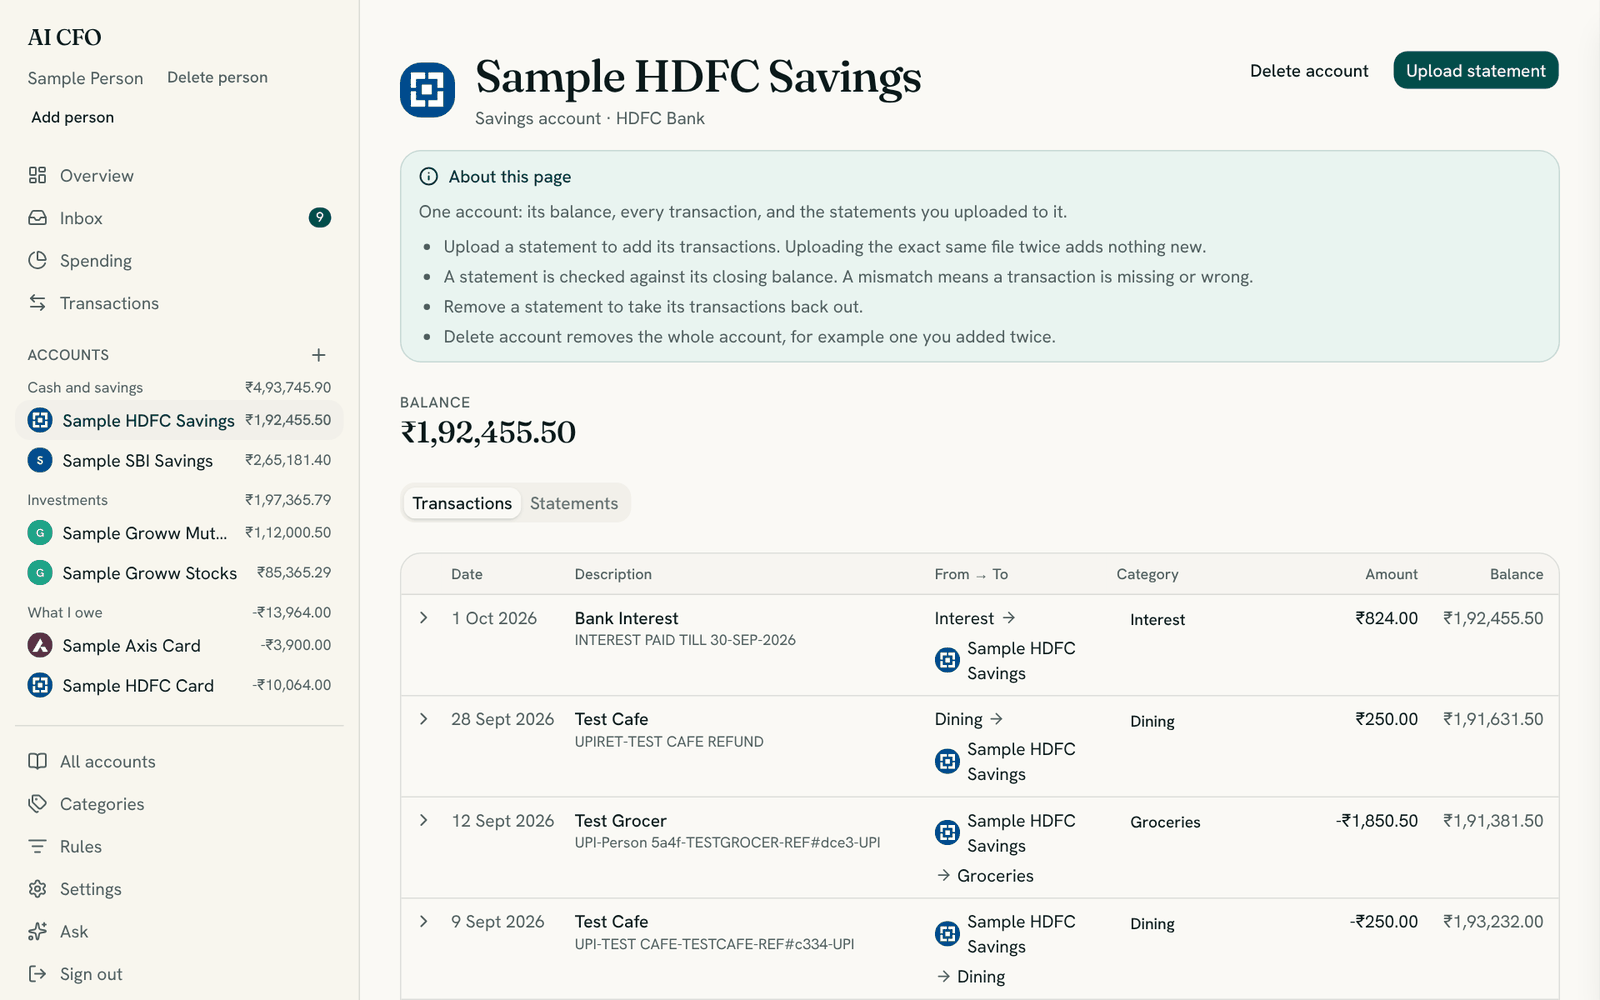 AI CFO
Sample Person Delete person
Add person
Overview
Inbox 9
Spending
Transactions
ACCOUNTS
Cash and savings ₹4,93,745.90
Sample HDFC Savings ₹1,92,455.50
S Sample SBI Savings ₹2,65,181.40
Investments ₹1,97,365.79
G Sample Groww Mut... ₹1,12,000.50
G Sample Groww Stocks ₹85,365.29
What I owe -₹13,964.00
Sample Axis Card -₹3,900.00
Sample HDFC Card -₹10,064.00
All accounts
Categories
Rules
Settings
Ask
Sign out
Sample HDFC Savings
Savings account · HDFC Bank
Delete account Upload statement
About this page
One account: its balance, every transaction, and the statements you uploaded to it.
• Upload a statement to add its transactions. Uploading the exact same file twice adds nothing new.
• A statement is checked against its closing balance. A mismatch means a transaction is missing or wrong.
• Remove a statement to take its transactions back out.
• Delete account removes the whole account, for example one you added twice.
BALANCE
₹1,92,455.50
Transactions Statements
Date Description From → To Category Amount Balance
1 Oct 2026 Bank Interest Interest → Interest ₹824.00 ₹1,92,455.50
INTEREST PAID TILL 30-SEP-2026
Sample HDFC
Savings
28 Sept 2026 Test Cafe Dining → Dining ₹250.00 ₹1,91,631.50
UPIRET-TEST CAFE REFUND
Sample HDFC
Savings
12 Sept 2026 Test Grocer Sample HDFC Groceries -₹1,850.50 ₹1,91,381.50
UPI-Person 5a4f-TESTGROCER-REF#dce3-UPI Savings
→ Groceries
9 Sept 2026 Test Cafe Sample HDFC Dining -₹250.00 ₹1,93,232.00
UPI-TEST CAFE-TESTCAFE-REF#c334-UPI Savings
→ Dining